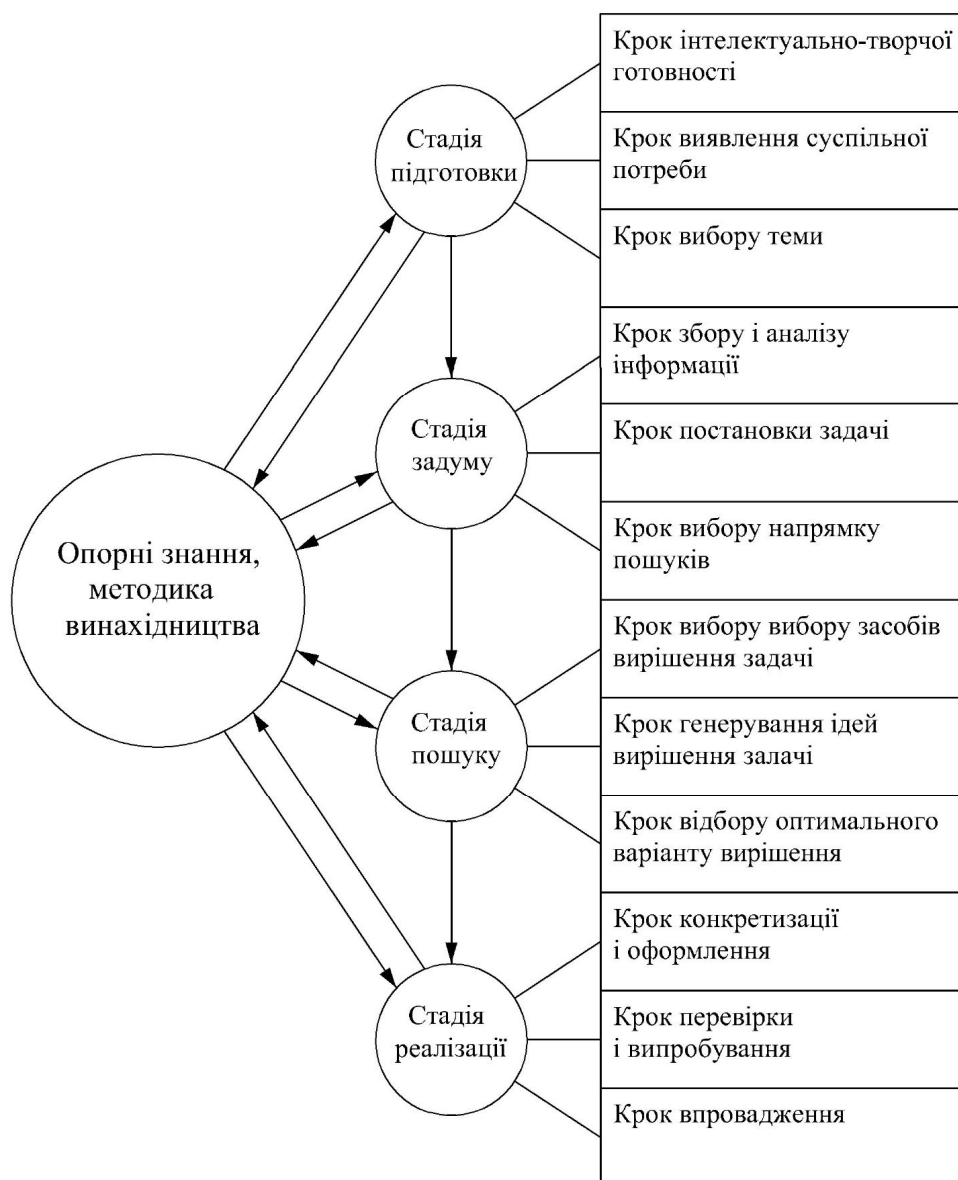 Опорні знання,
методика
винахідництва
Стадія
підготовки
Крок інтелектуально-творчої
готовності
Крок виявлення суспільної
потреби
Крок вибору теми
Стадія
задуму
Крок збору і аналізу
інформації
Крок постановки задачі
Крок вибору напрямку
пошуків
Стадія
пошуку
Крок вибору вибору засобів
вирішення задачі
Крок генерування ідей
вирішення залачі
Крок відбору оптимального
варіанту вирішення
Стадія
реалізації
Крок конкретизації
і оформлення
Крок перевірки
і випробування
Крок впровадження